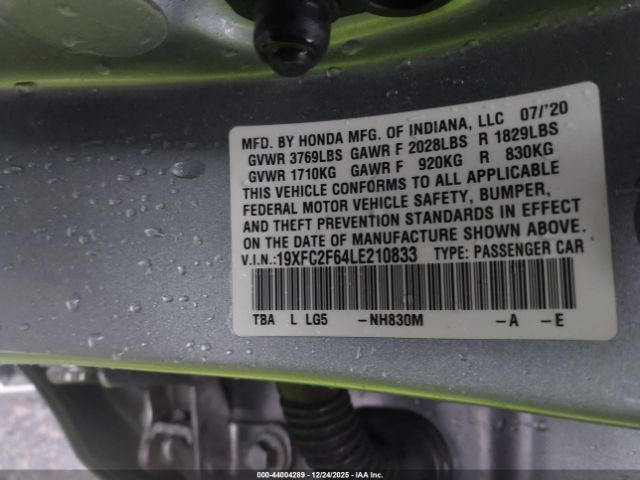 MFD. BY HONDA MFG. OF INDIANA, LLC 07/'20
GVWR 3769LBS GAWR F 2028LBS R 1829LBS
GVWR 1710KG GAWR F 920KG R 830KG
THIS VEHICLE CONFORMS TO ALL APPLICABLE
FEDERAL MOTOR VEHICLE SAFETY, BUMPER,
AND THEFT PREVENTION STANDARDS IN EFFECT
ON THE DATE OF MANUFACTURE SHOWN ABOVE.
V.I.N.:19XFC2F64LE210833 TYPE: PASSENGER CAR
TBA L LG5 -NH830M -A -E
000-44004289 | 12/24/2025 - IAAI.COM